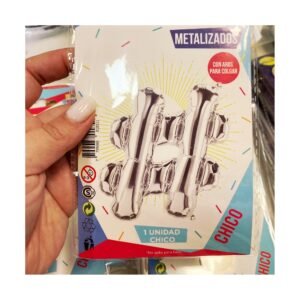 METALIZADOS
CON AROS
PARA COLGAR
#
1 UNIDAD
CHICO
CHICO